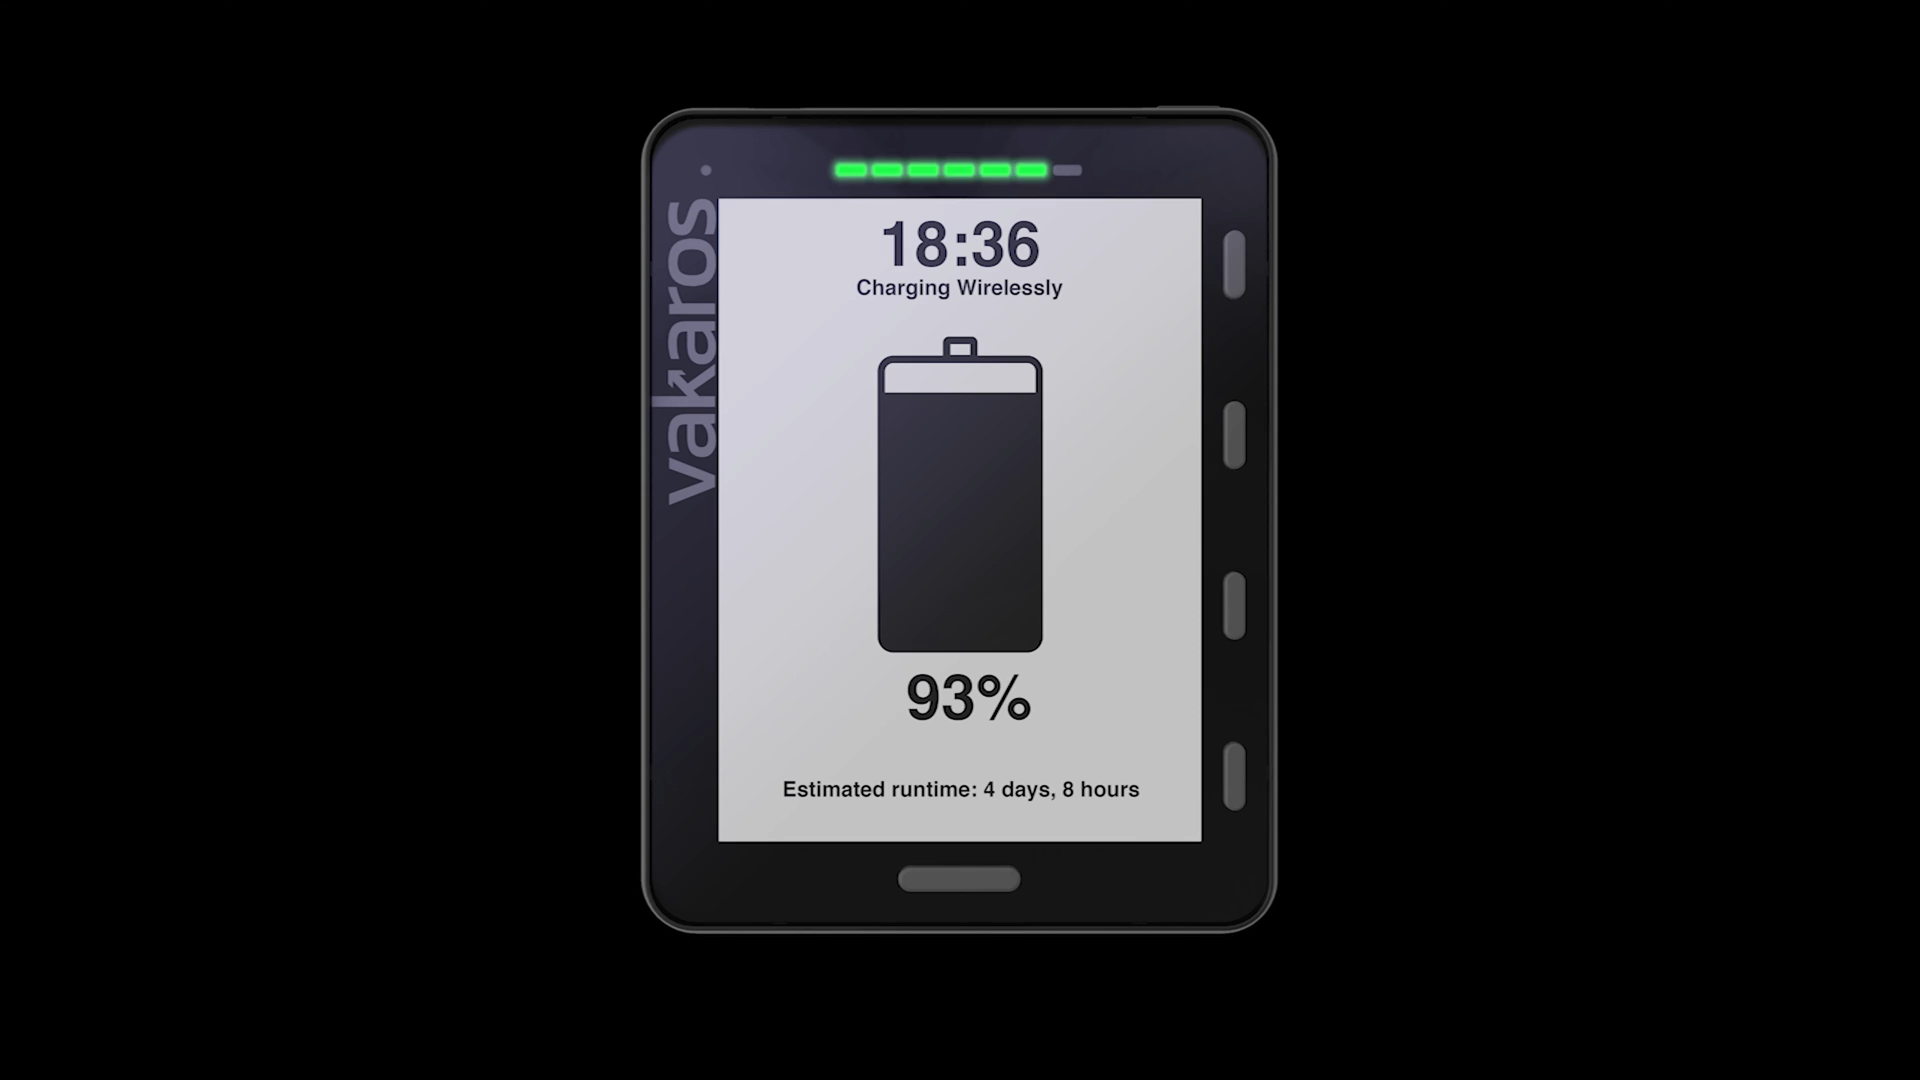 vakaros
18:36
Charging Wirelessly
93%
Estimated runtime: 4 days, 8 hours